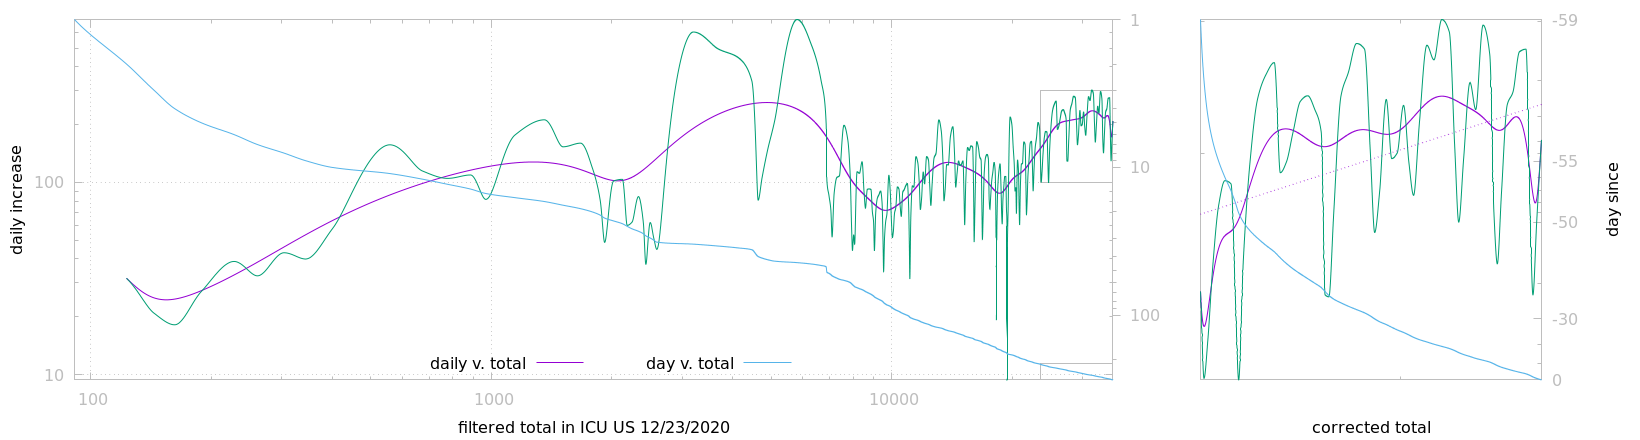 1
-59
10
-55
100
-50
100
-30
10
0
daily increase
day since
daily v. total
day v. total
100
1000
10000
filtered total in ICU US 12/23/2020
corrected total